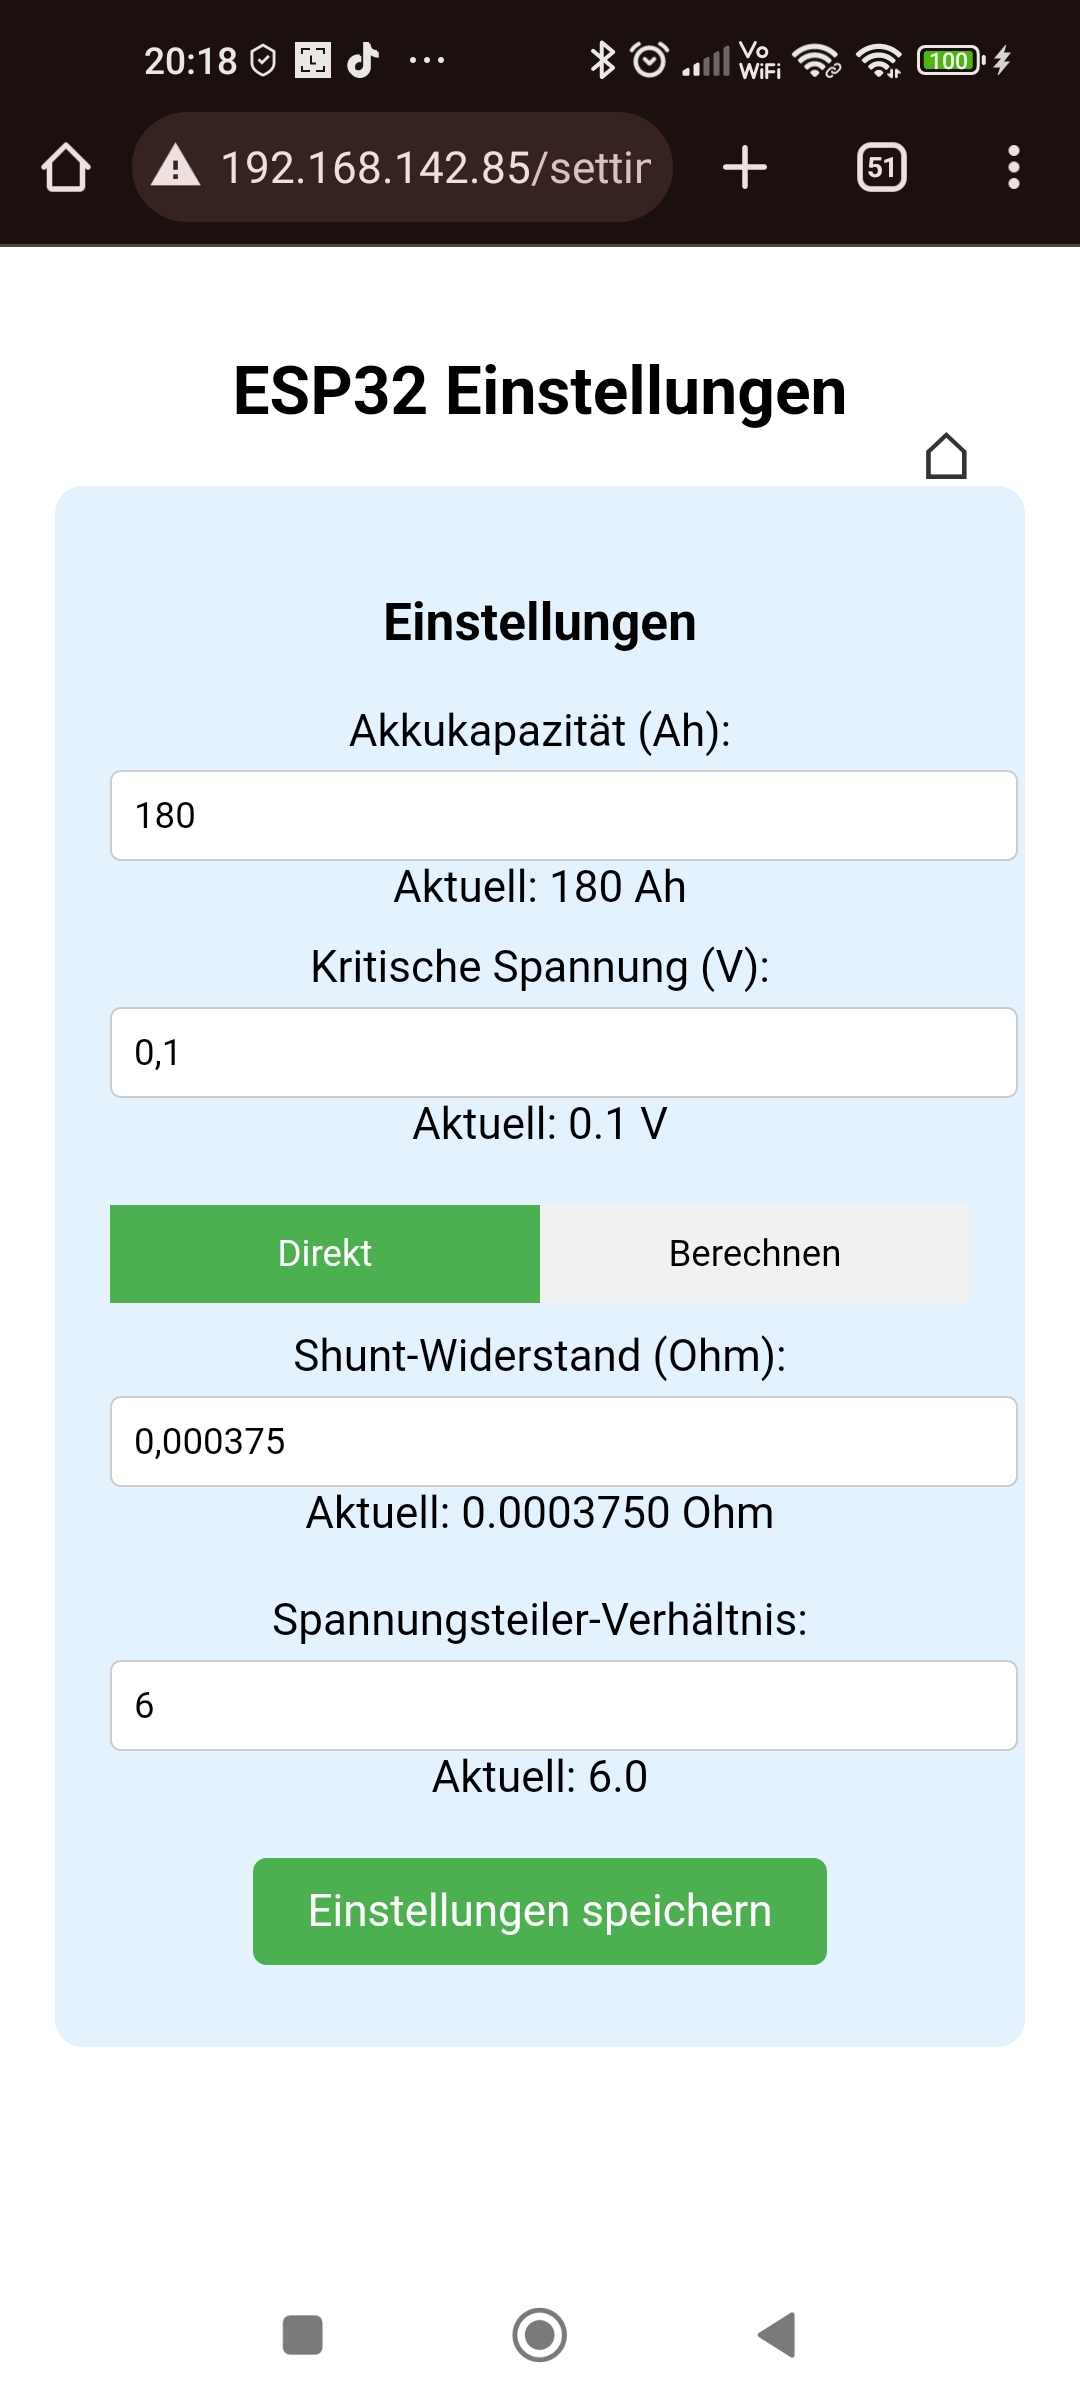 20:18
Vo
WiFi
100
192.168.142.85/settin
51
ESP32 Einstellungen
Einstellungen
Akkukapazität (Ah):
180
Aktuell: 180 Ah
Kritische Spannung (V):
0,1
Aktuell: 0.1 V
Direkt Berechnen
Shunt-Widerstand (Ohm):
0,000375
Aktuell: 0.0003750 Ohm
Spannungsteiler-Verhältnis:
6
Aktuell: 6.0
Einstellungen speichern